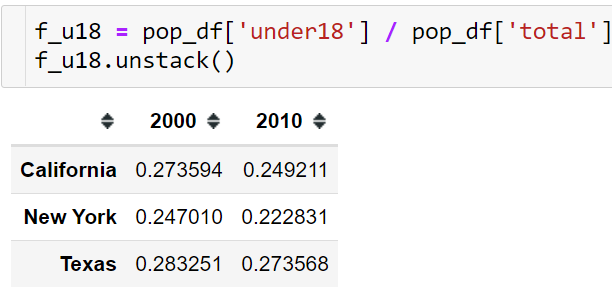 f_u18 = pop_df['under18'] / pop_df['total']
f_u18.unstack()
2000 2010
California 0.273594 0.249211
New York 0.247010 0.222831
Texas 0.283251 0.273568